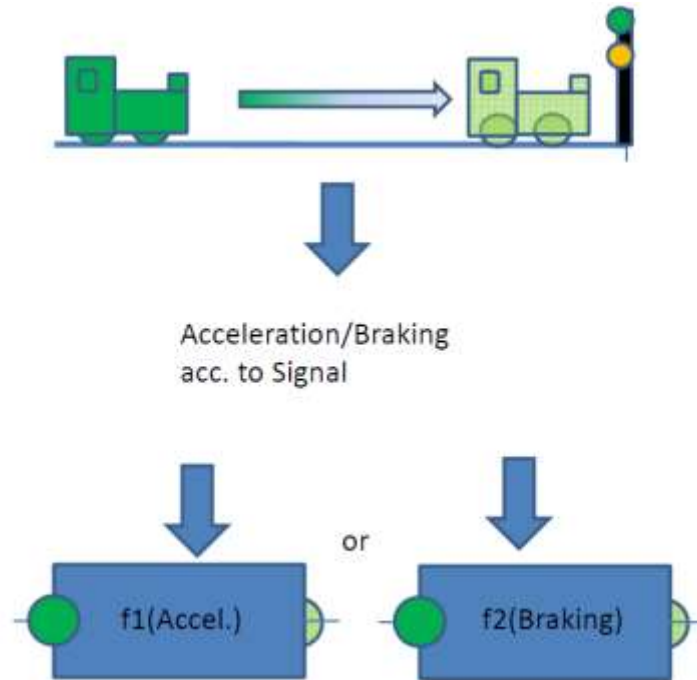 Acceleration/Braking
acc. to Signal
or
f1(Accel.)
f2(Braking)